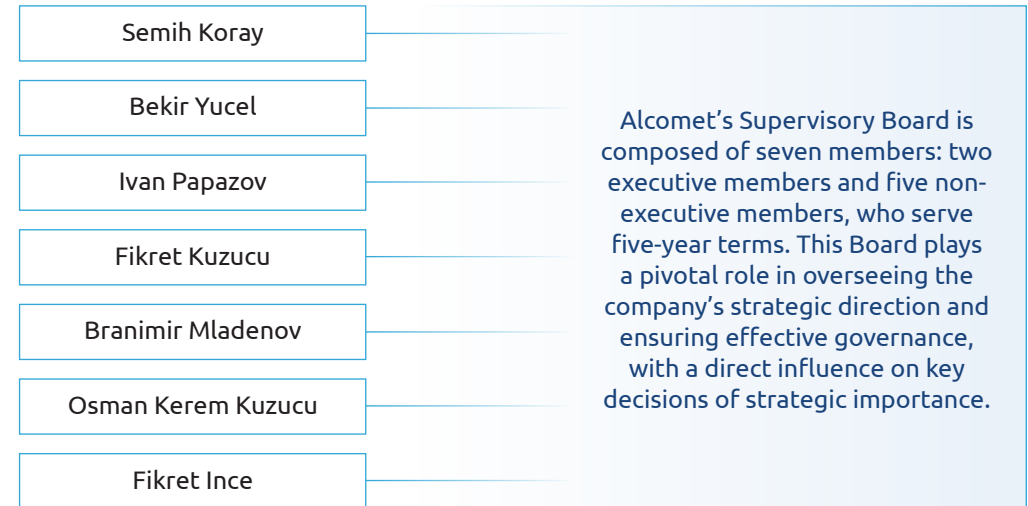 Semih Koray
Bekir Yucel
Ivan Papazov
Fikret Kuzucu
Branimir Mladenov
Osman Kerem Kuzucu
Fikret Ince
Alcomet’s Supervisory Board is
composed of seven members: two
executive members and five non-
executive members, who serve
five-year terms. This Board plays
a pivotal role in overseeing the
company’s strategic direction and
ensuring effective governance,
with a direct influence on key
decisions of strategic importance.